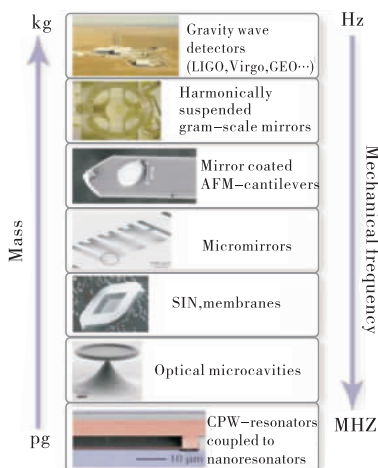 kg
Hz
Gravity wave
detectors
(LIGO,Virgo,GEO···)
Harmonically
suspended
gram-scale mirrors
Mirror coated
AFM-cantilevers
Mass
Mechanical frequency
Micromirrors
SIN,membranes
Optical microcavities
CPW-resonators
coupled to
nanoresonators
10 μm
pg
MHZ